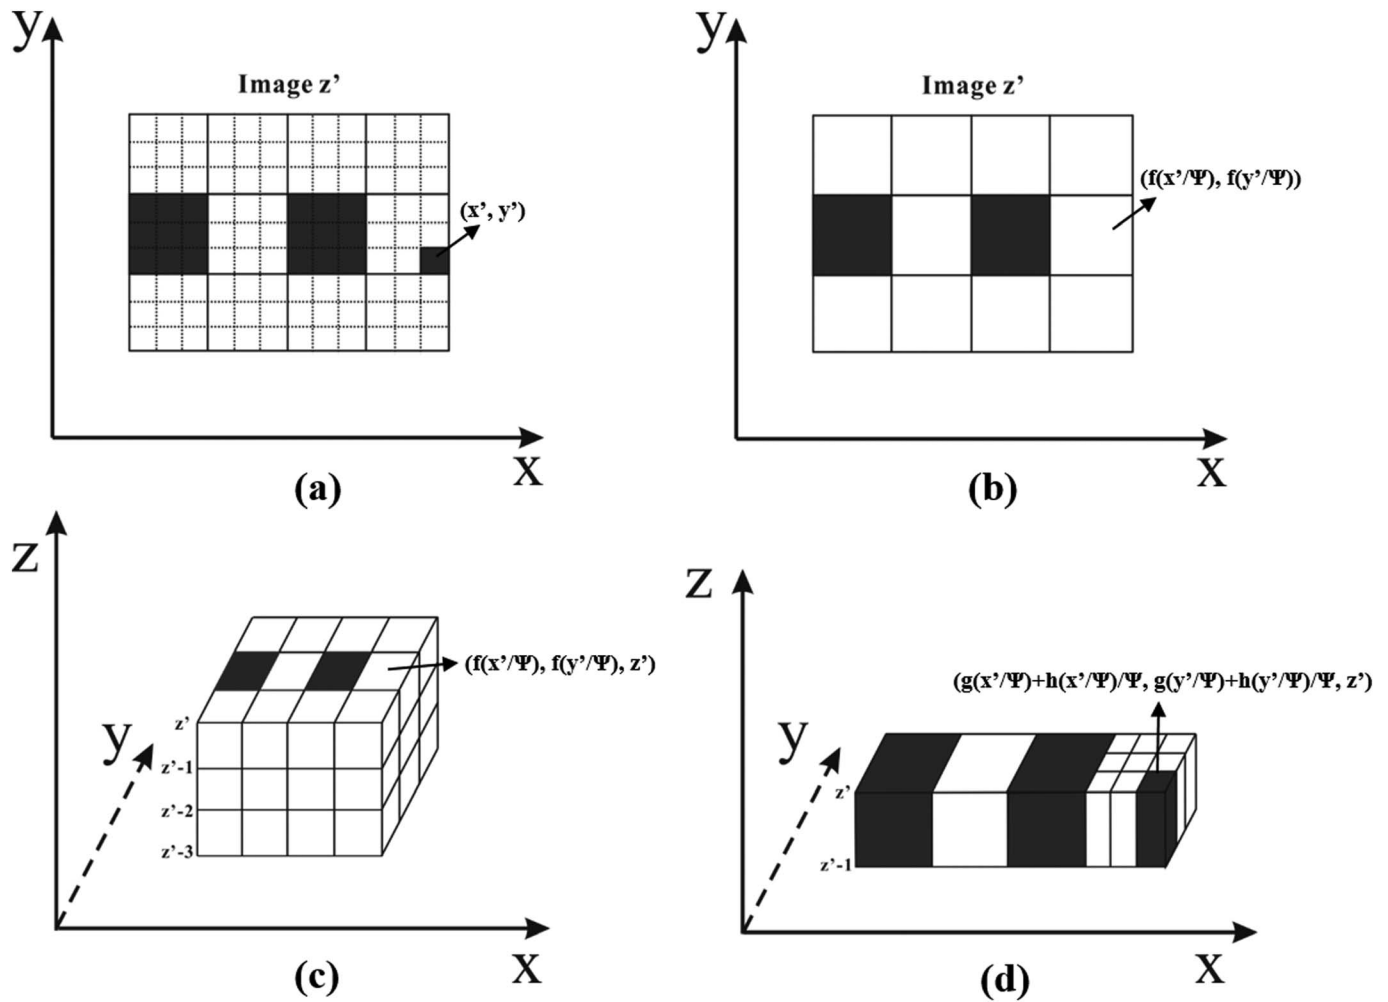 y
Image z’
(x’, y’)
x
(a)
y
Image z’
(f(x’/Ψ), f(y’/Ψ))
x
(b)
z
y
(f(x’/Ψ), f(y’/Ψ), z’)
z’
z’-1
z’-2
z’-3
x
(c)
z
y
(g(x’/Ψ)+h(x’/Ψ)/Ψ, g(y’/Ψ)+h(y’/Ψ)/Ψ, z’)
z’
z’-1
x
(d)